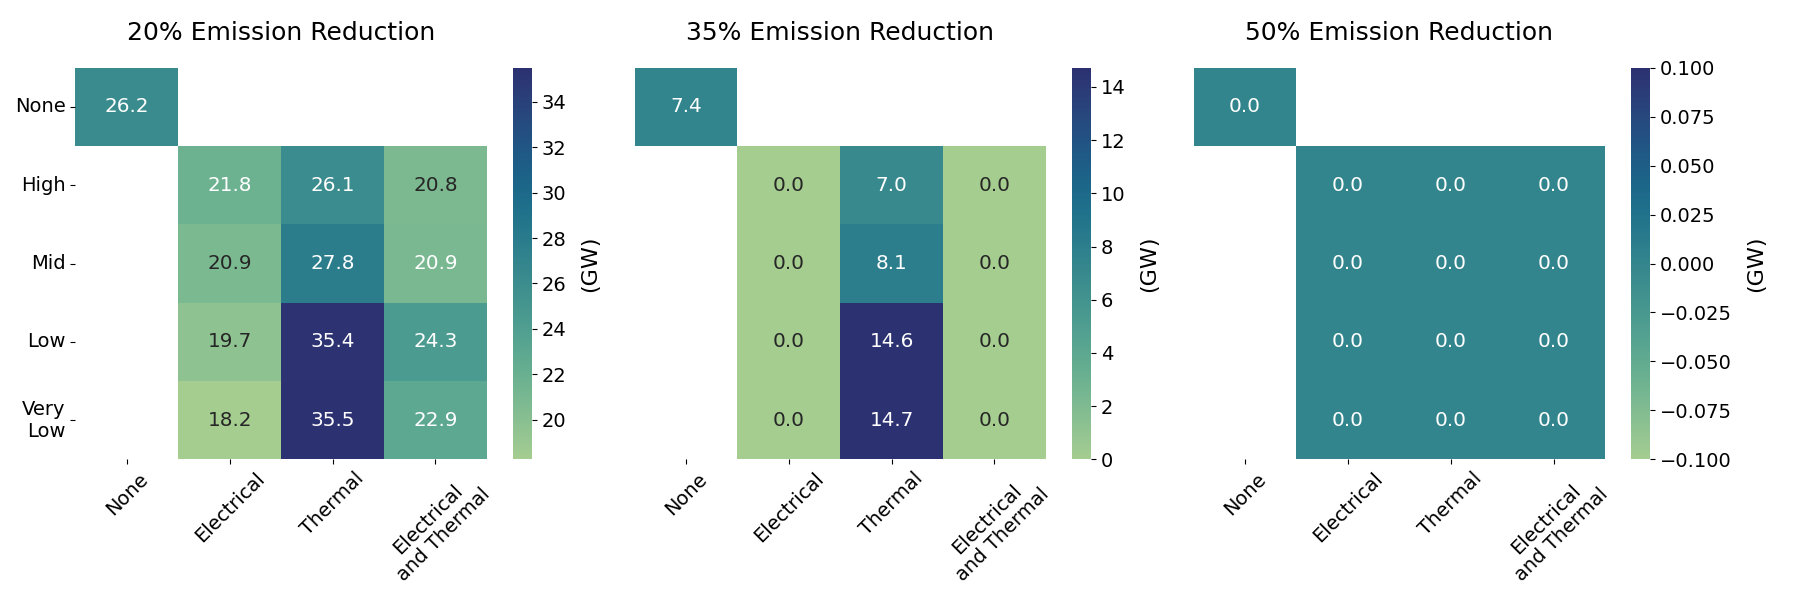 20% Emission Reduction
35% Emission Reduction
50% Emission Reduction
None
High
Mid
Low
Very
Low
26.2
21.8 26.1 20.8
20.9 27.8 20.9
19.7 35.4 24.3
18.2 35.5 22.9
None
Electrical
Thermal
Electrical
and Thermal
34
32
30
28
26
24
22
20
(GW)
7.4
0.0 7.0 0.0
0.0 8.1 0.0
0.0 14.6 0.0
0.0 14.7 0.0
None
Electrical
Thermal
Electrical
and Thermal
14
12
10
8
6
4
2
0
(GW)
0.0
0.0 0.0 0.0
0.0 0.0 0.0
0.0 0.0 0.0
0.0 0.0 0.0
None
Electrical
Thermal
Electrical
and Thermal
0.100
0.075
0.050
0.025
0.000
−0.025
−0.050
−0.075
−0.100
(GW)